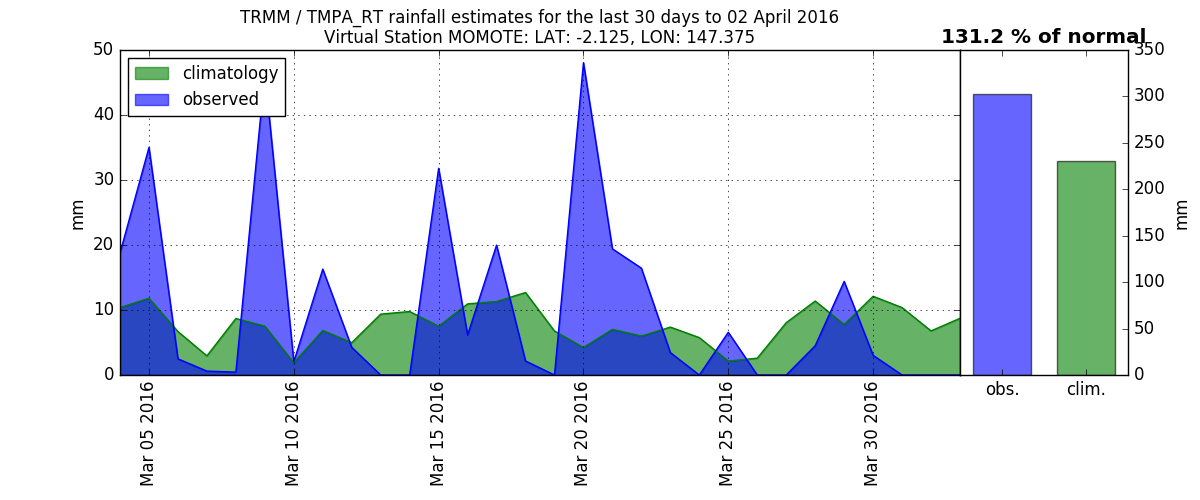 TRMM / TMPA_RT rainfall estimates for the last 30 days to 02 April 2016
Virtual Station MOMOTE: LAT: -2.125, LON: 147.375
131.2 % of normal
climatology
observed
50
40
30
20
10
0
mm
Mar 05 2016
Mar 10 2016
Mar 15 2016
Mar 20 2016
Mar 25 2016
Mar 30 2016
350
300
250
200
150
100
50
0
mm
obs.
clim.